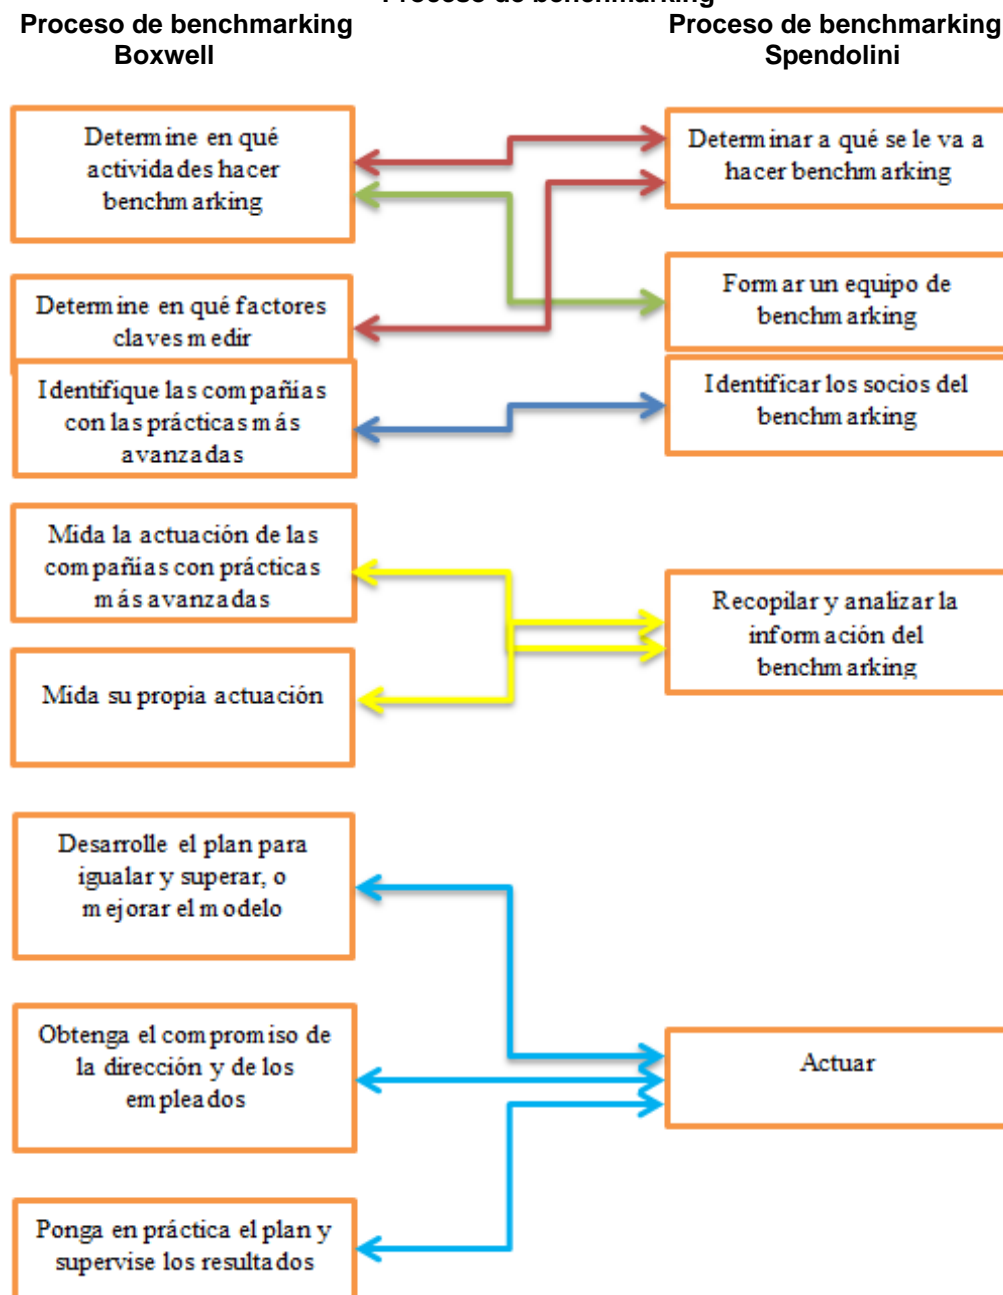 Proceso de benchmarking
Proceso de benchmarking
Boxwell
Proceso de benchmarking
Spendolini
Determine en qué
actividades hacer
benchmarking
Determinar a qué se le va a
hacer benchmarking
Determine en qué factores
claves medir
Formar un equipo de
benchmarking
Identifique las compañías
con las prácticas más
avanzadas
Identificar los socios del
benchmarking
Mida la actuación de las
compañías con prácticas
más avanzadas
Mida su propia actuación
Recopilar y analizar la
información del
benchmarking
Desarrolle el plan para
igualar y superar, o
mejorar el modelo
Obtenga el compromiso de
la dirección y de los
empleados
Actuar
Ponga en práctica el plan y
supervise los resultados